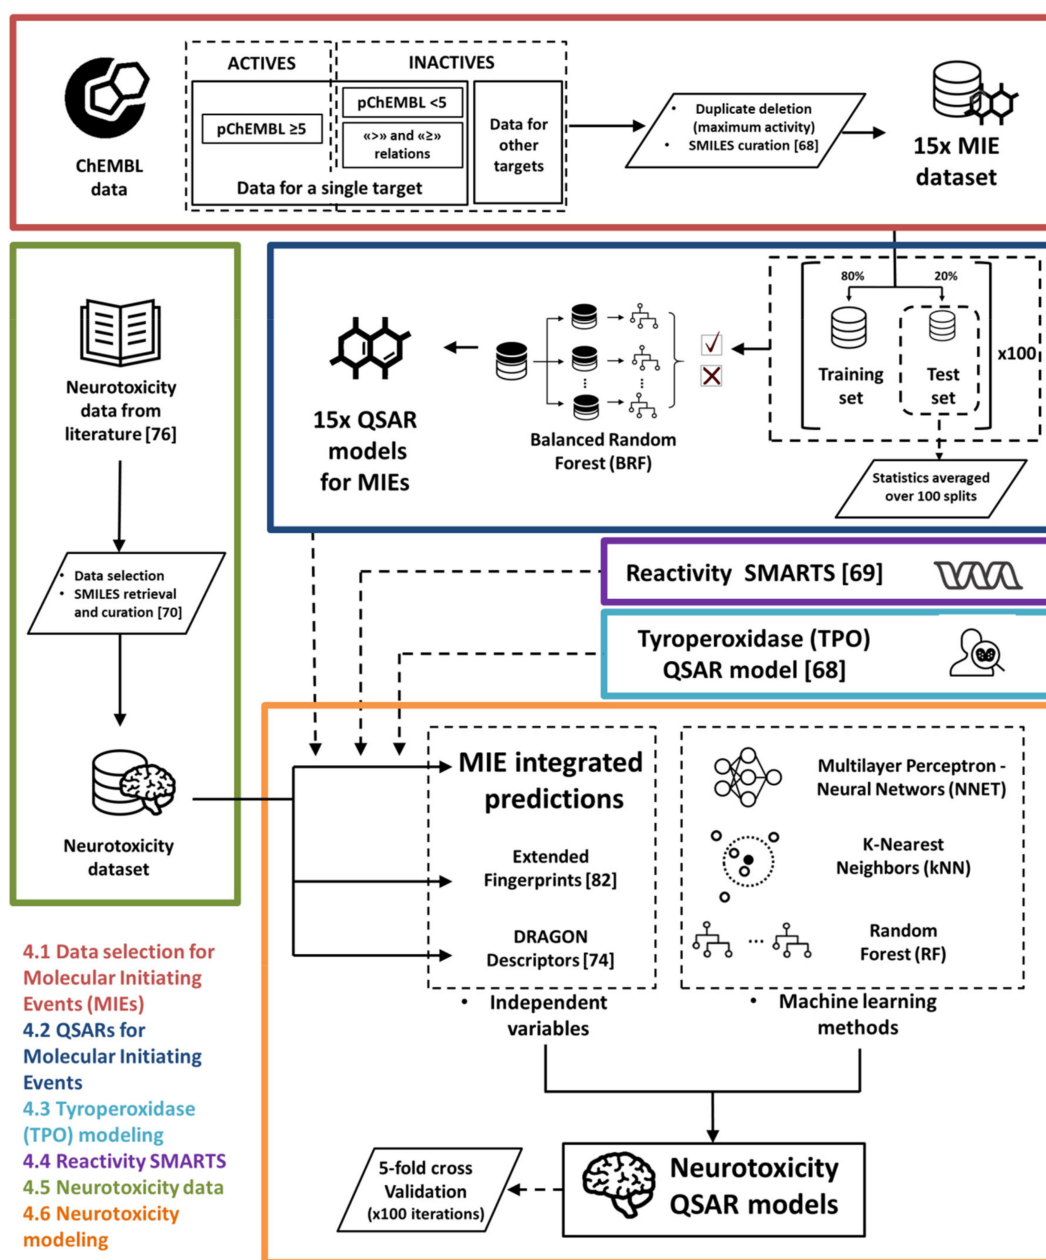 ACTIVES
INACTIVES
ChEMBL
data
pChEMBL ≥5
pChEMBL <5
«>» and «≥»
relations
Data for a single target
Data for
other
targets
• Duplicate deletion
(maximum activity)
• SMILES curation [68]
15x MIE
dataset
Neurotoxicity
data from
literature [76]
• Data selection
• SMILES retrieval
and curation [70]
Neurotoxicity
dataset
80%
20%
Training
set
Test
set
x100
Statistics averaged
over 100 splits
Balanced Random
Forest (BRF)
15x QSAR
models
for MIEs
Reactivity SMARTS [69]
Tyroperoxidase (TPO)
QSAR model [68]
MIE integrated
predictions
Extended
Fingerprints [82]
DRAGON
Descriptors [74]
• Independent
variables
Multilayer Perceptron -
Neural Networs (NNET)
K-Nearest
Neighbors (kNN)
Random
Forest (RF)
• Machine learning
methods
Neurotoxicity
QSAR models
5-fold cross
Validation
(x100 iterations)
4.1 Data selection for
Molecular Initiating
Events (MIEs)
4.2 QSARs for
Molecular Initiating
Events
4.3 Tyroperoxidase
(TPO) modeling
4.4 Reactivity SMARTS
4.5 Neurotoxicity data
4.6 Neurotoxicity
modeling